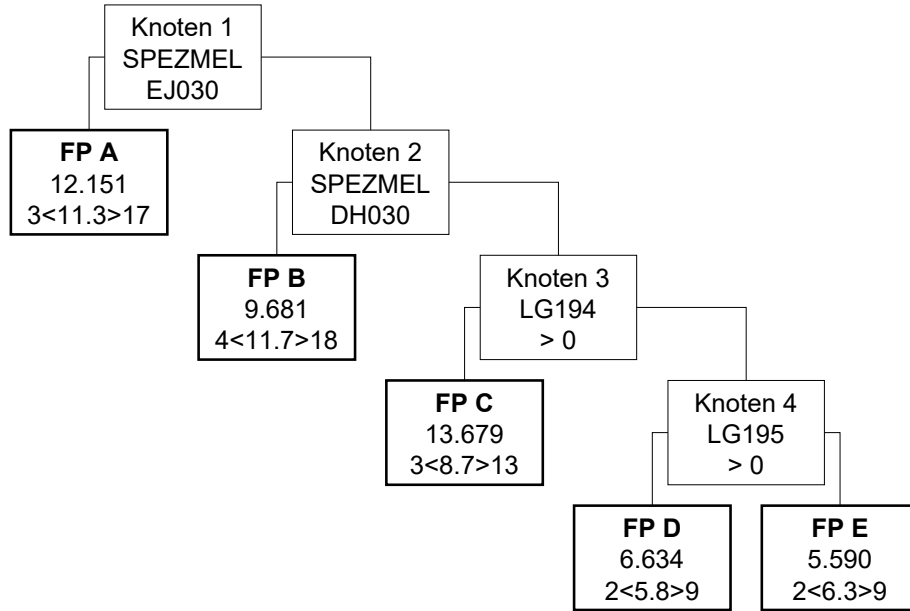 Knoten 1
SPEZMEL
EJ030
FP A
12.151
3<11.3>17
Knoten 2
SPEZMEL
DH030
FP B
9.681
4<11.7>18
Knoten 3
LG194
> 0
FP C
13.679
3<8.7>13
Knoten 4
LG195
> 0
FP D
6.634
2<5.8>9
FP E
5.590
2<6.3>9